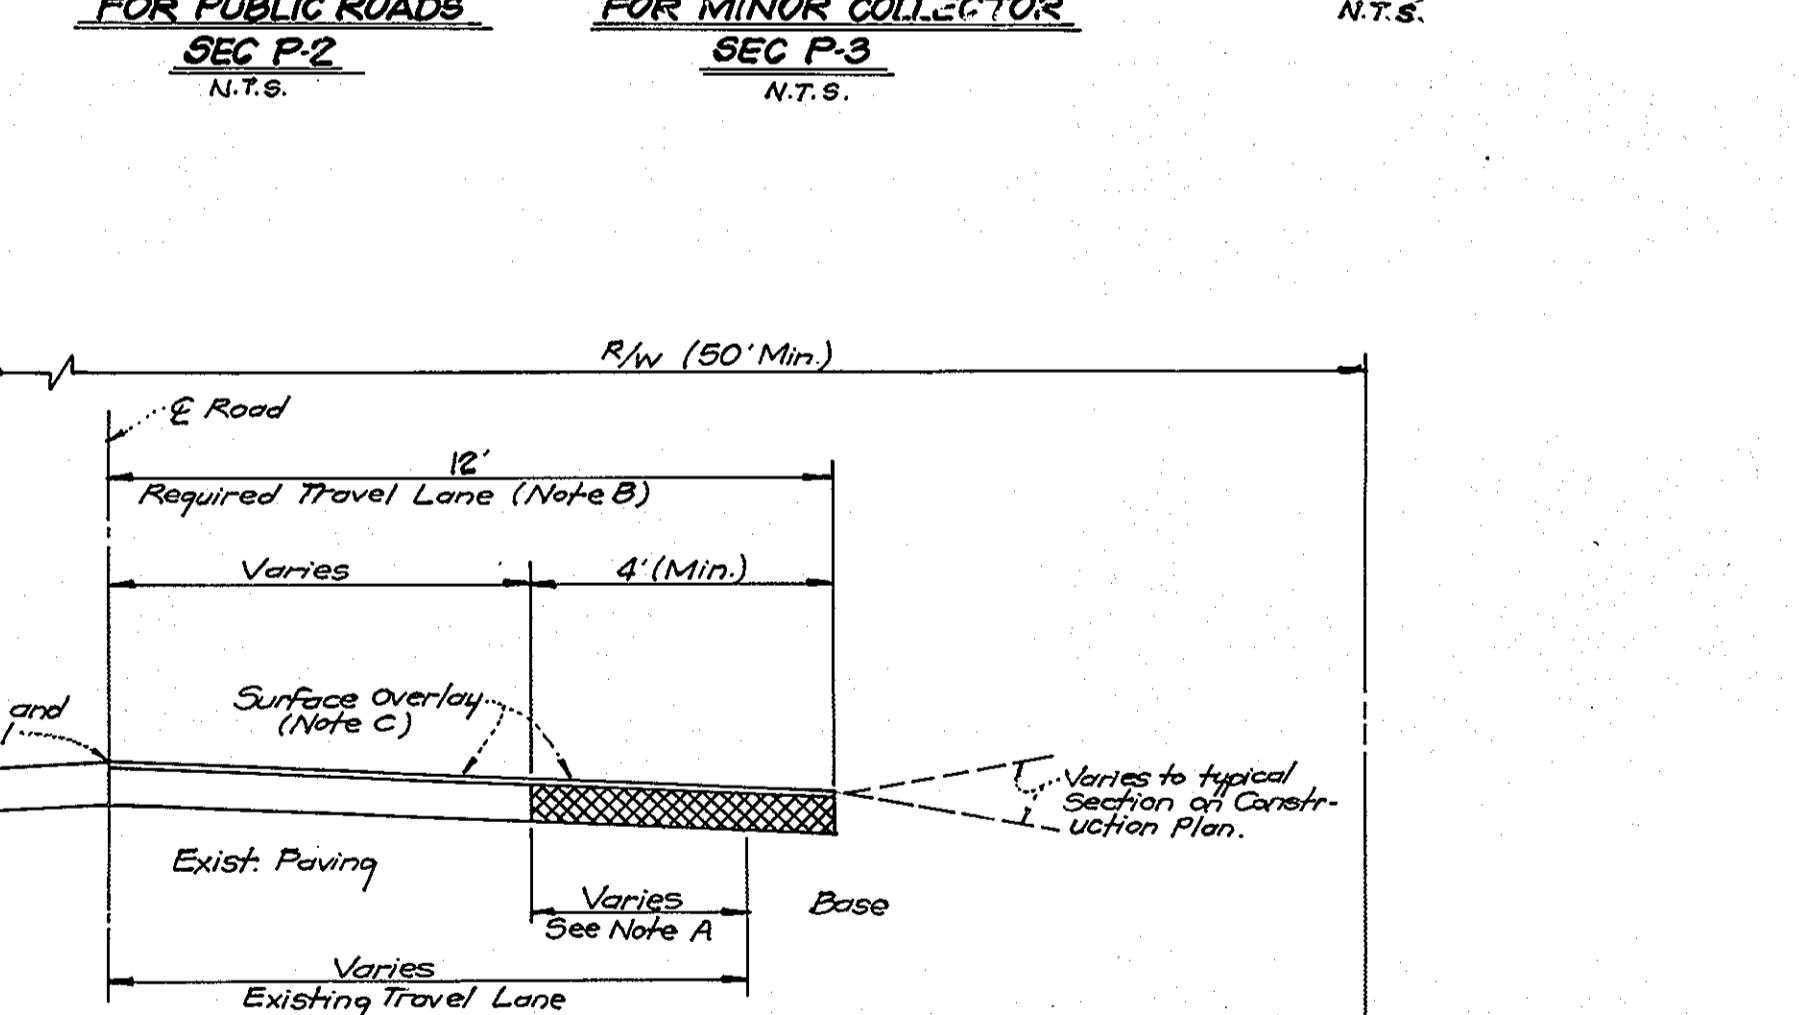 FOR PUBLIC ROADS
SEC P-2
N.T.S.
FOR MINOR COLLECTOR
SEC P-3
N.T.S.
N.T.S.
R/W (50' Min.)
℄ Road
12'
Required Travel Lane (Note B)
Varies
4' (Min.)
and
Surface Overlay
(Note C)
Varies to typical
Section on Constr-
uction Plan.
Exist. Paving
Varies
See Note A
Base
Varies
Existing Travel Lane